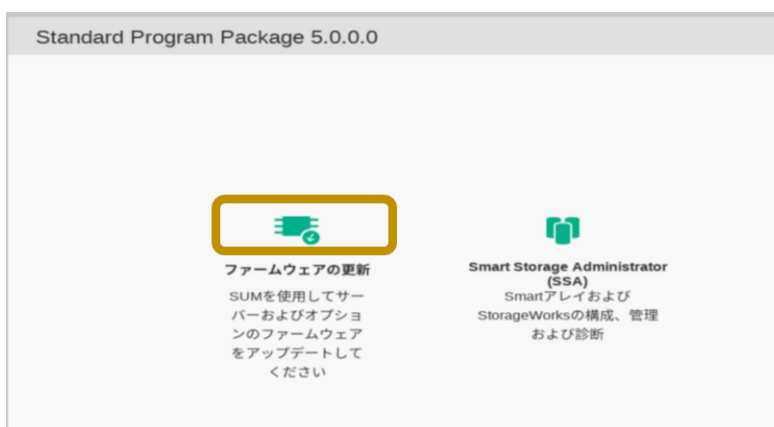 Standard Program Package 5.0.0.0
ファームウェアの更新
SUMを使用してサー
バーおよびオプショ
ンのファームウェア
をアップデートして
ください
Smart Storage Administrator
(SSA)
Smartアレイおよび
StorageWorksの構成、管理
および診断